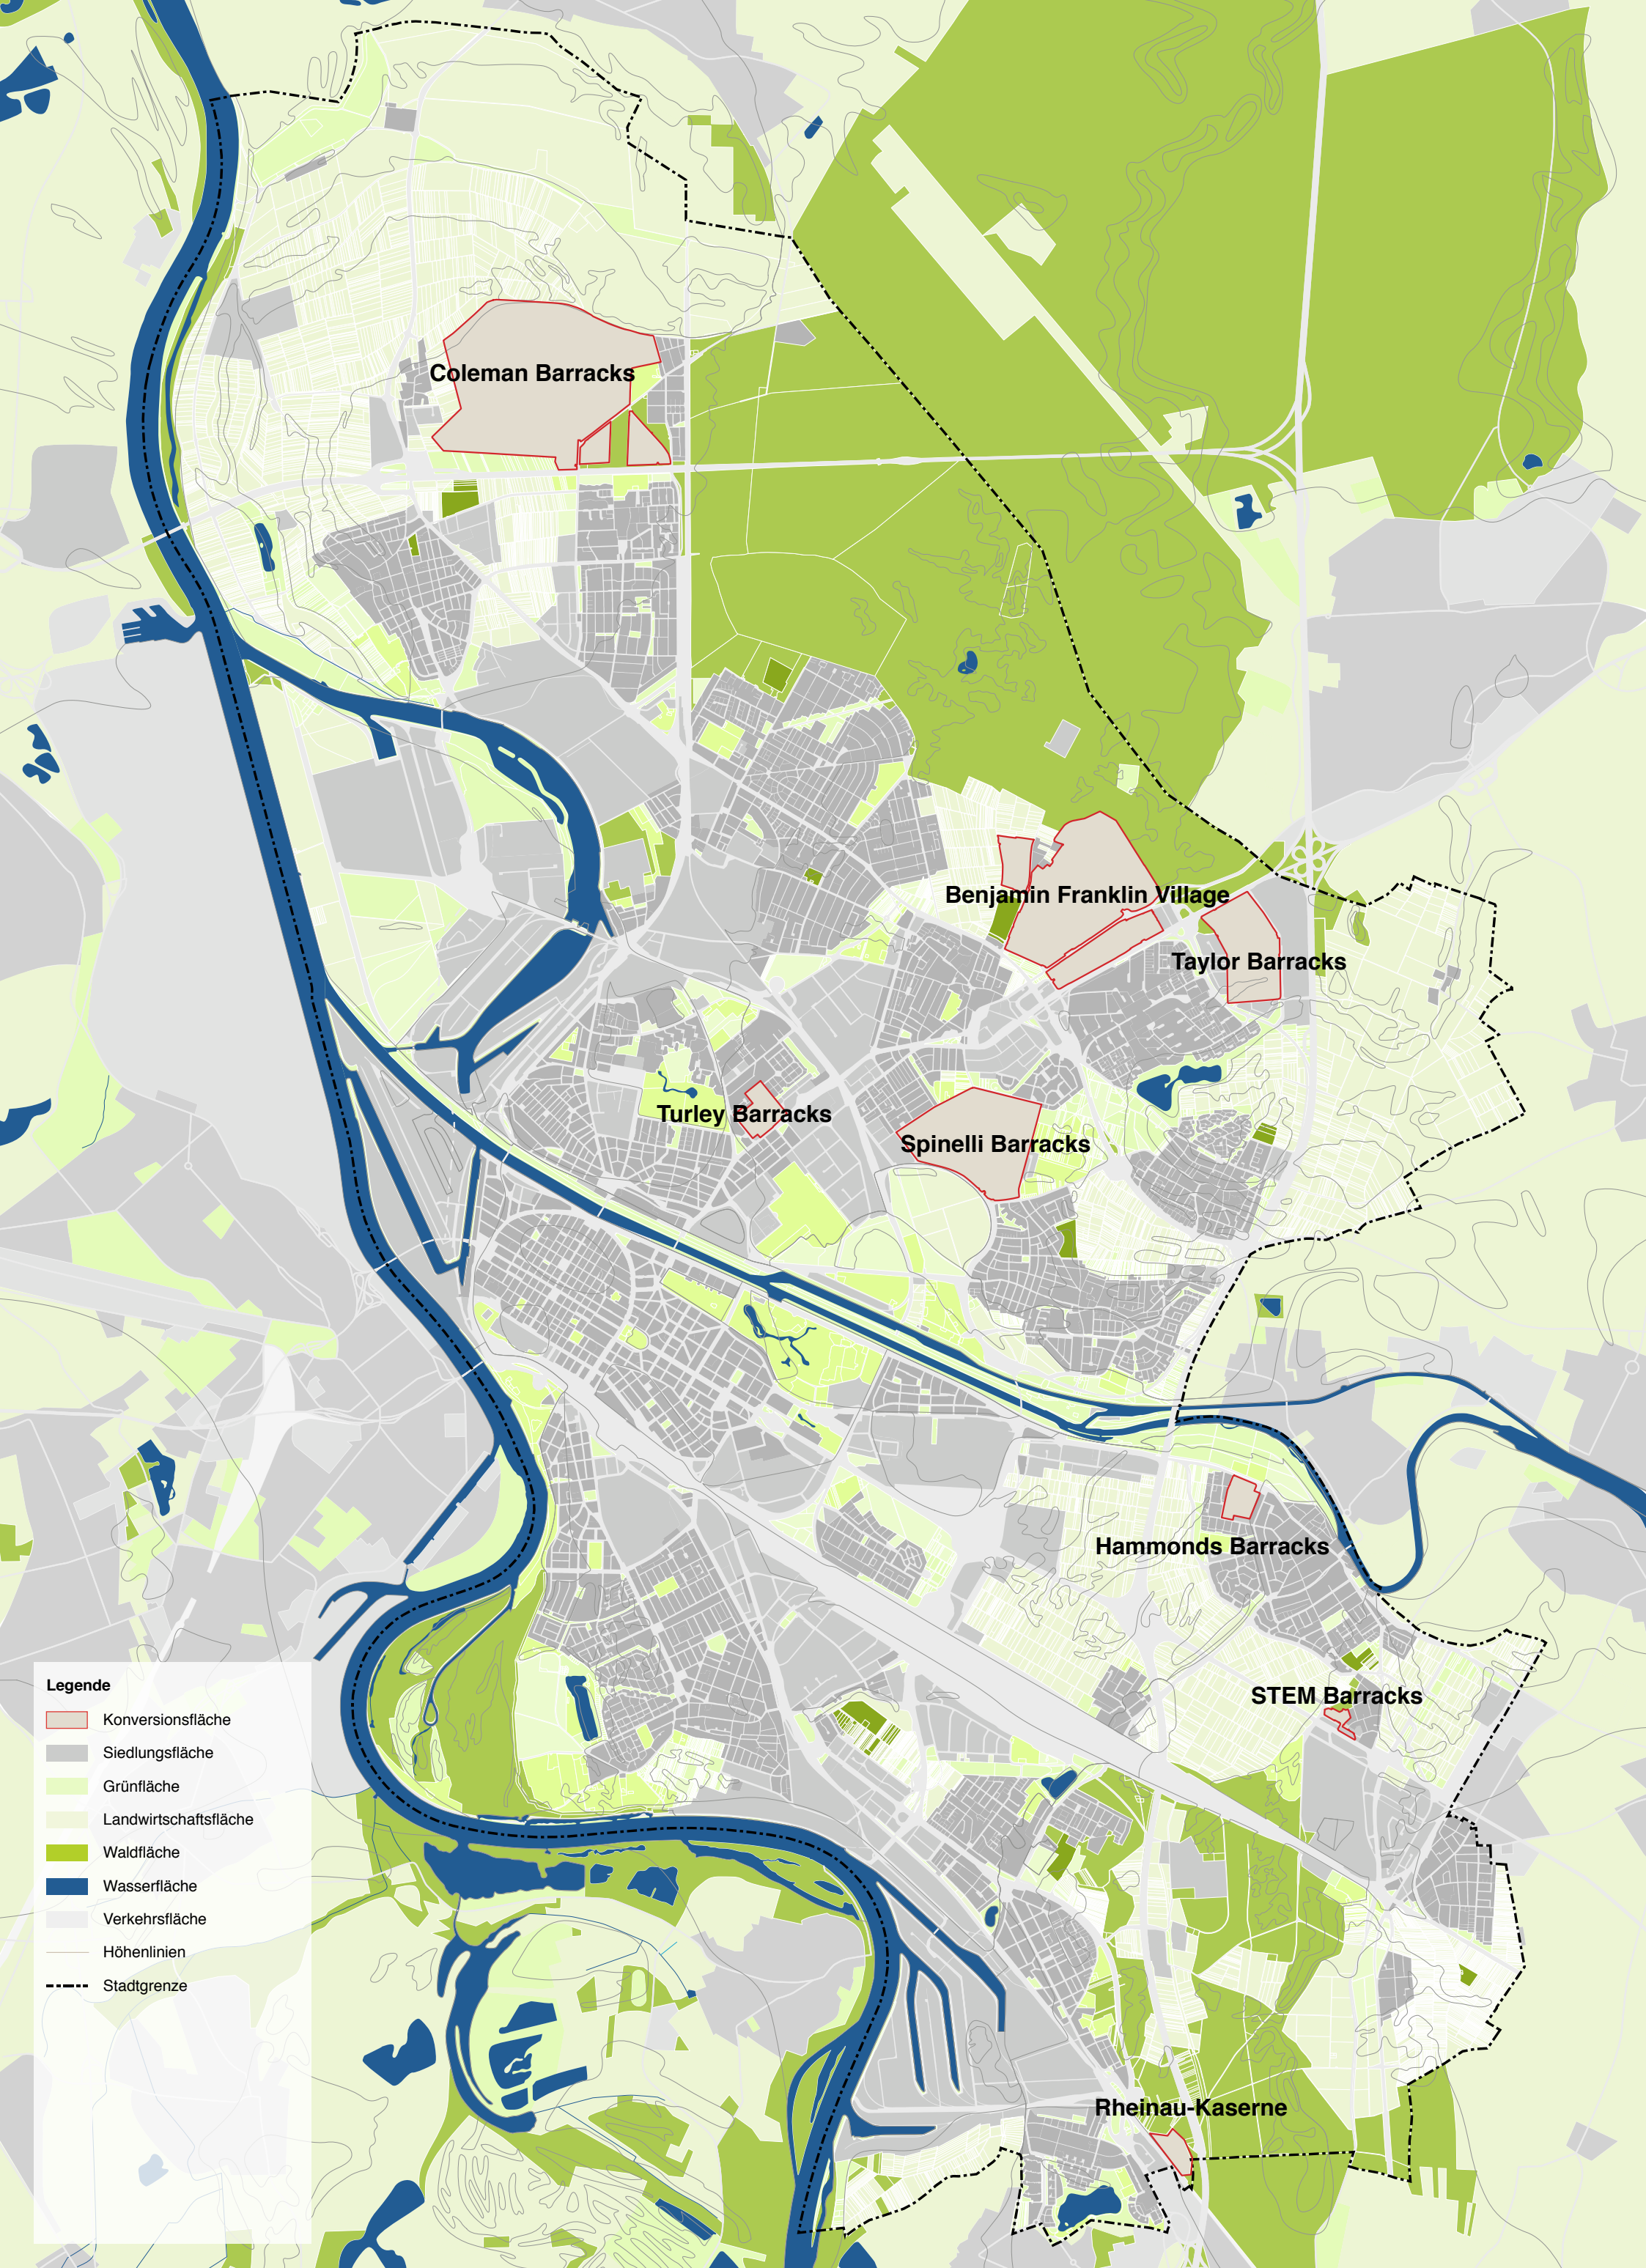 Coleman Barracks
Benjamin Franklin Village
Taylor Barracks
Turley Barracks
Spinelli Barracks
Hammonds Barracks
STEM Barracks
Rheinau-Kaserne
Legende
Konversionsfläche
Siedlungsfläche
Grünfläche
Landwirtschaftsfläche
Waldfläche
Wasserfläche
Verkehrsfläche
Höhenlinien
Stadtgrenze